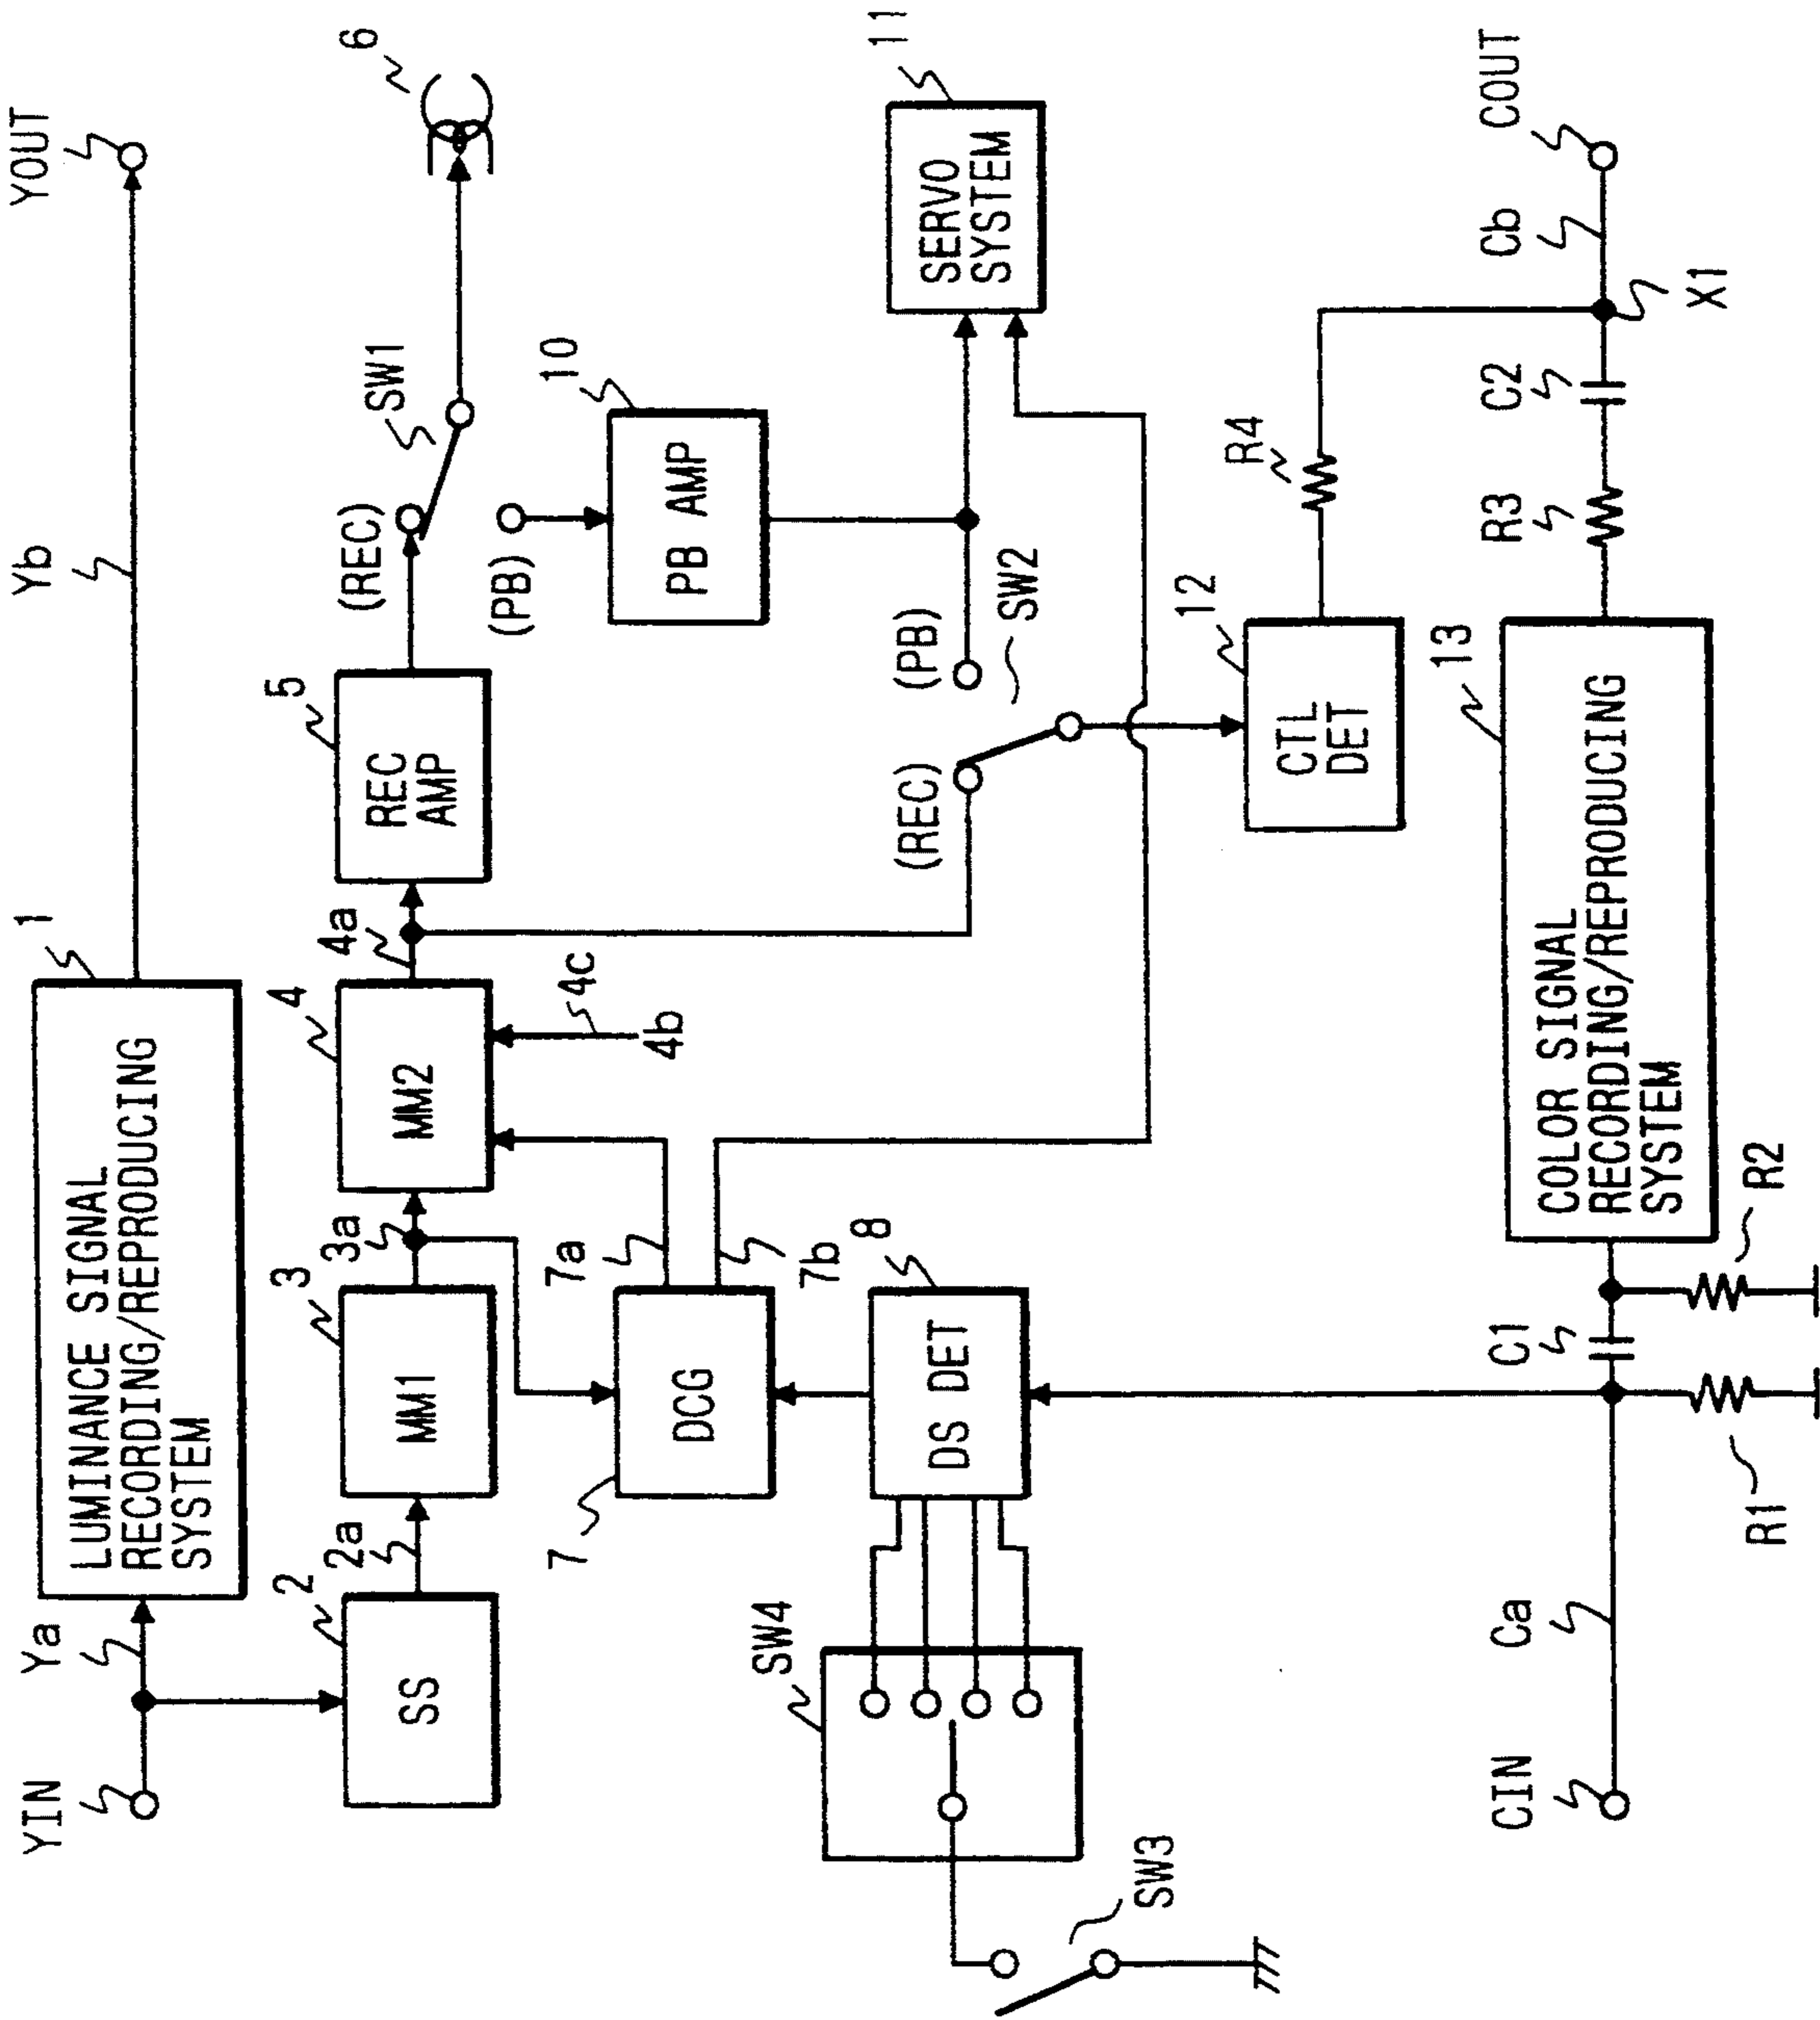 YIN
Ya
1
Yb
YOUT
LUMINANCE SIGNAL
RECORDING/REPRODUCING
SYSTEM
2
2a
3
3a
4
4a
5
(REC)
SW1
6
SS
MM1
MM2
REC
AMP
4c
4b
(PB)
10
PB AMP
7
7a
7b
DCG
SW4
8
DS DET
(REC)
(PB)
SW2
11
SERVO
SYSTEM
SW3
12
CTL
DET
R4
CIN
Ca
C1
13
COLOR SIGNAL
RECORDING/REPRODUCING
SYSTEM
R3
C2
Cb
COUT
X1
R1
R2